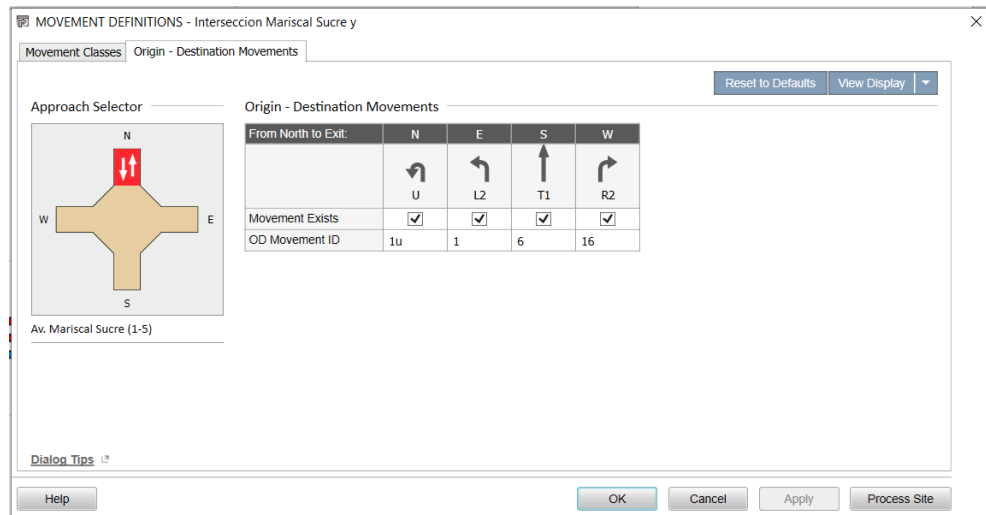 MOVEMENT DEFINITIONS - Interseccion Mariscal Sucre y
Movement Classes
Origin - Destination Movements
Reset to Defaults
View Display
Approach Selector
N
W
E
S
Av. Mariscal Sucre (1-5)
Origin - Destination Movements
From North to Exit: N E S W
U L2 T1 R2
Movement Exists
OD Movement ID 1u 1 6 16
Dialog Tips
Help
OK
Cancel
Apply
Process Site